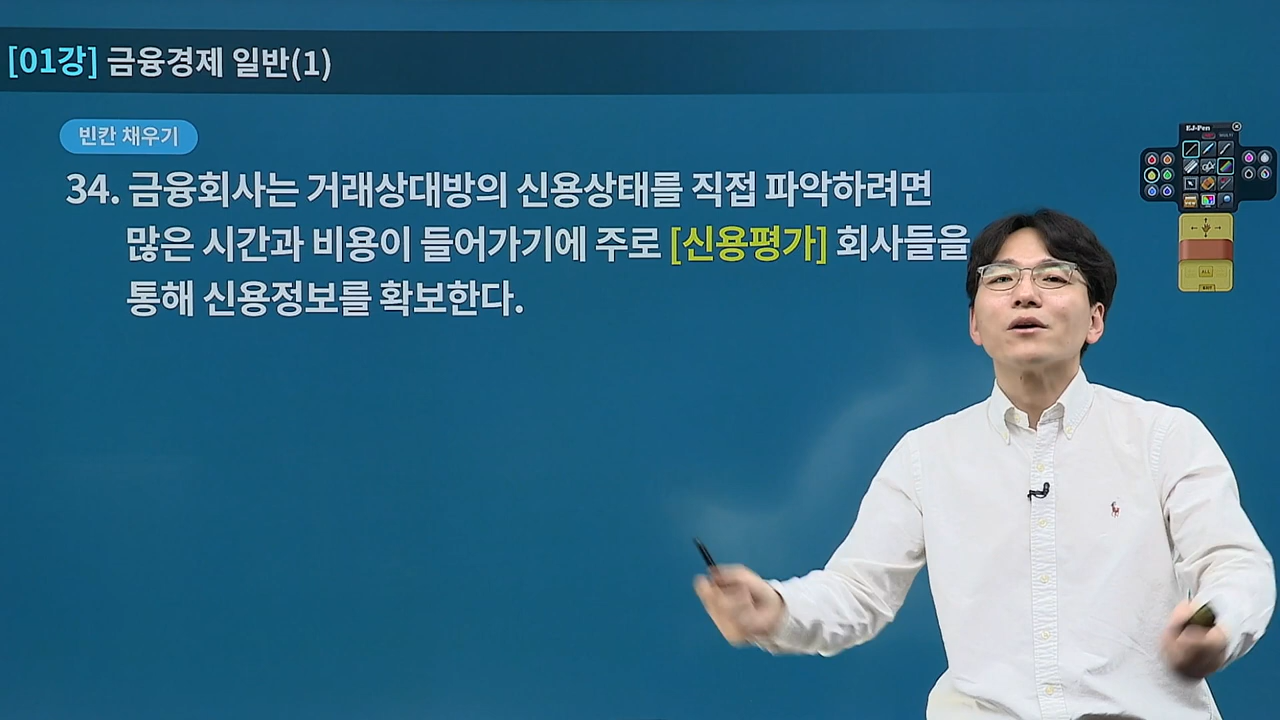 [01강] 금융경제 일반(1)
빈칸 채우기
34. 금융회사는 거래상대방의 신용상태를 직접 파악하려면
많은 시간과 비용이 들어가기에 주로 [신용평가] 회사들을
통해 신용정보를 확보한다.
EJ-Pen
ALL